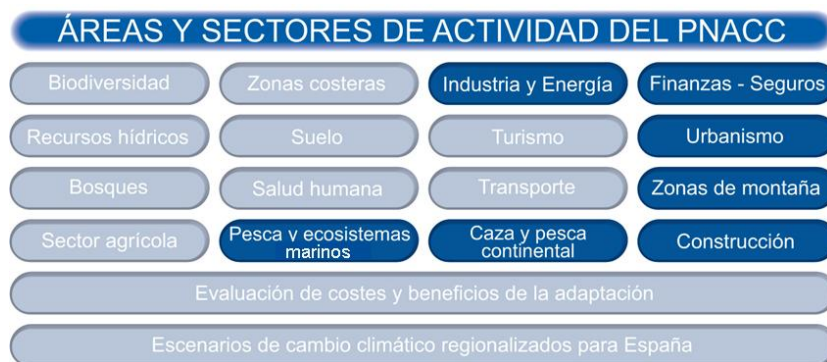 ÁREAS Y SECTORES DE ACTIVIDAD DEL PNACC
Biodiversidad
Zonas costeras
Industria y Energía
Finanzas - Seguros
Recursos hídricos
Suelo
Turismo
Urbanismo
Bosques
Salud humana
Transporte
Zonas de montaña
Sector agrícola
Pesca y ecosistemas
marinos
Caza y pesca
continental
Construcción
Evaluación de costes y beneficios de la adaptación
Escenarios de cambio climático regionalizados para España